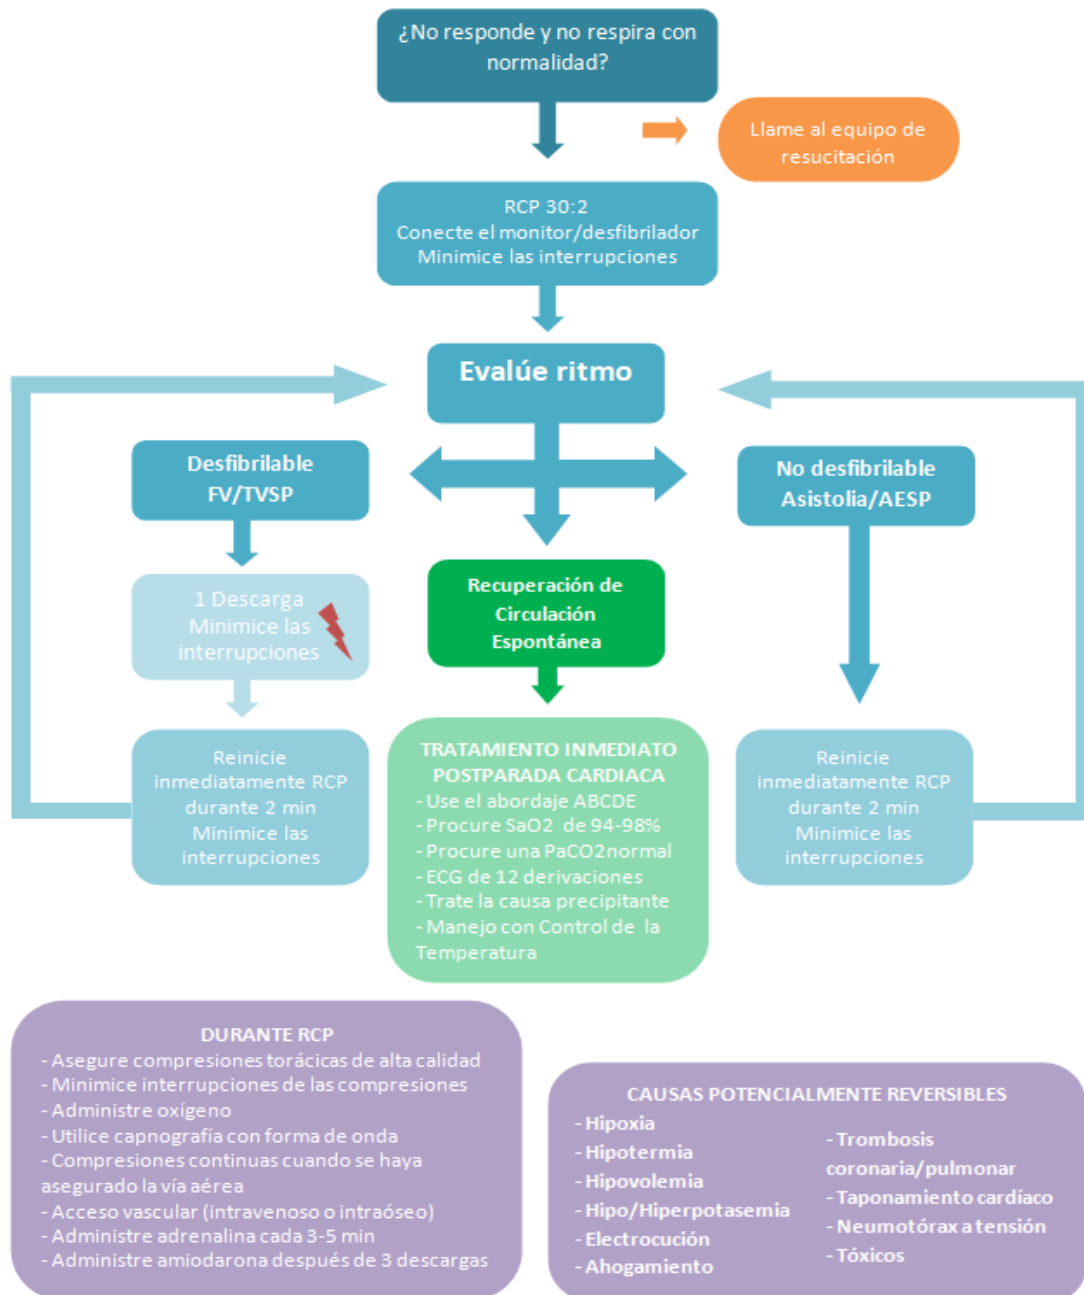 ¿No responde y no respira con
normalidad?
Llame al equipo de
resucitación
RCP 30:2
Conecte el monitor/desfibrilador
Minimice las interrupciones
Evalúe ritmo
Desfibrilable
FV/TVSP
No desfibrilable
Asistolia/AESP
1 Descarga
Minimice las
interrupciones
Recuperación de
Circulación
Espontánea
Reinicie
inmediatamente RCP
durante 2 min
Minimice las
interrupciones
TRATAMIENTO INMEDIATO
POSTPARADA CARDIACA
- Use el abordaje ABCDE
- Procure SaO2 de 94-98%
- Procure una PaCO2normal
- ECG de 12 derivaciones
- Trate la causa precipitante
- Manejo con Control de la
Temperatura
Reinicie
inmediatamente RCP
durante 2 min
Minimice las
interrupciones
DURANTE RCP
- Asegure compresiones torácicas de alta calidad
- Minimice interrupciones de las compresiones
- Administre oxígeno
- Utilice capnografía con forma de onda
- Compresiones continuas cuando se haya
asegurado la vía aérea
- Acceso vascular (intravenoso o intraóseo)
- Administre adrenalina cada 3-5 min
- Administre amiodarona después de 3 descargas
CAUSAS POTENCIALMENTE REVERSIBLES
- Hipoxia
- Hipotermia
- Hipovolemia
- Hipo/Hiperpotasemia
- Electrocución
- Ahogamiento
- Trombosis
coronaria/pulmonar
- Taponamiento cardíaco
- Neumotórax a tensión
- Tóxicos